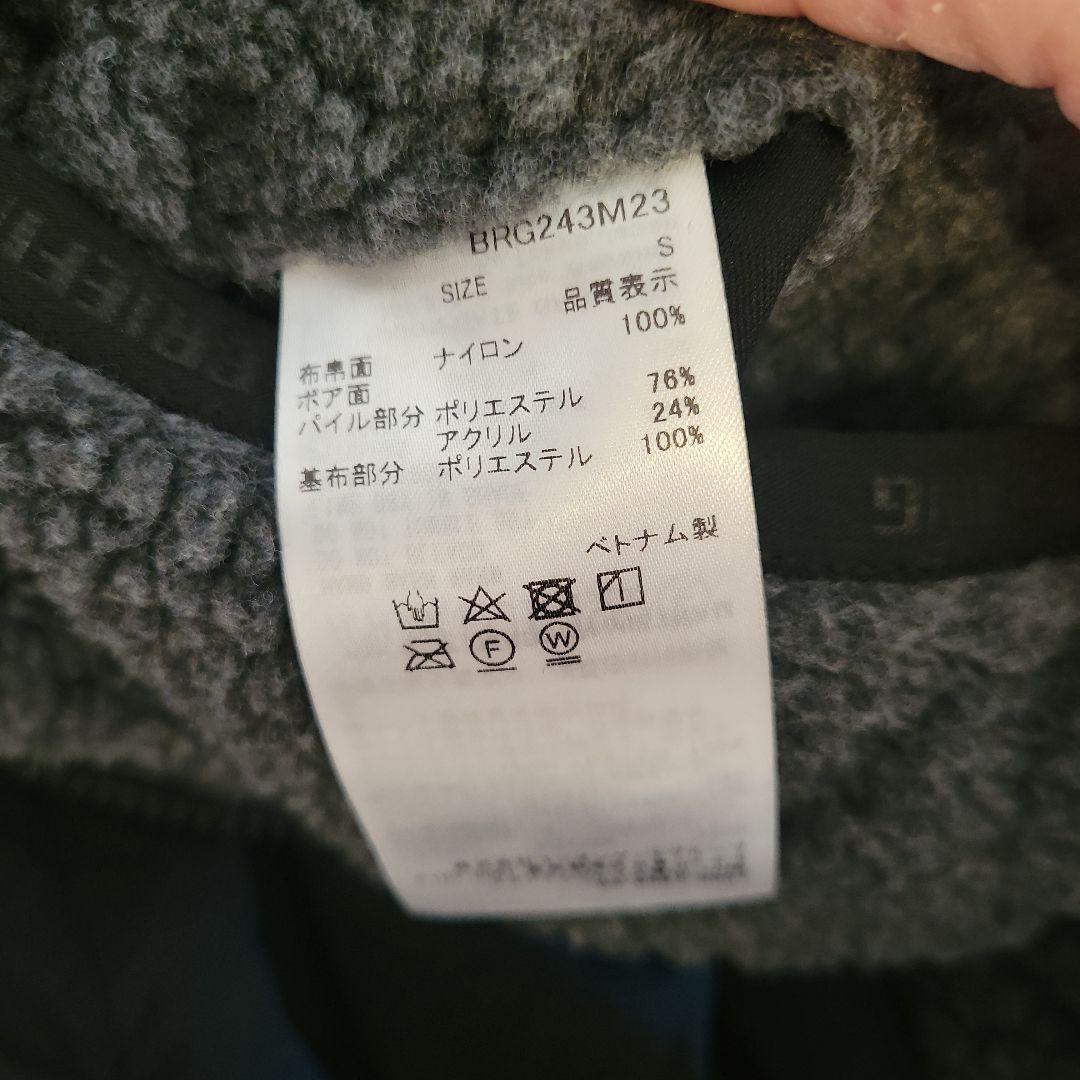 BRG243M23
SIZE S
品質表示
布帛面 ナイロン 100%
ボア面
パイル部分 ポリエステル 76%
アクリル 24%
基布部分 ポリエステル 100%
ベトナム製
F W